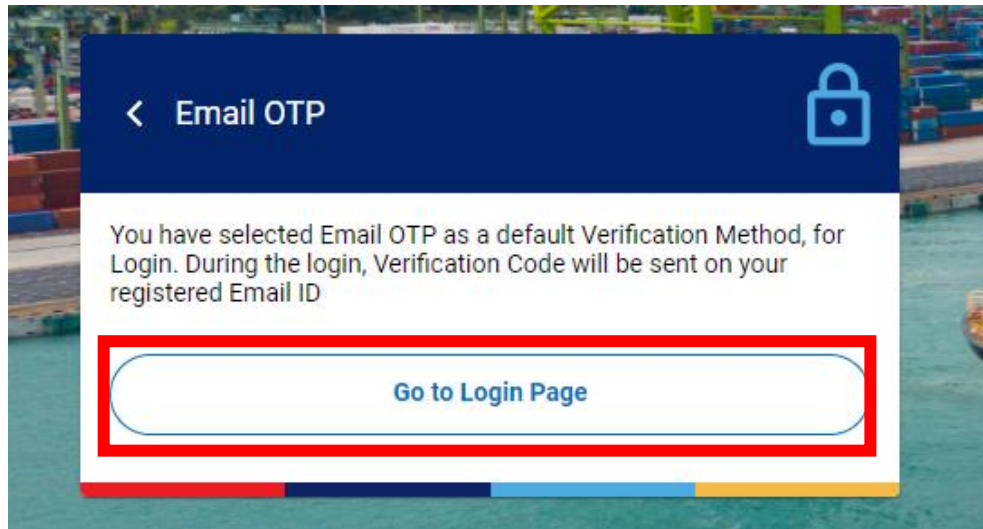 Email OTP
You have selected Email OTP as a default Verification Method, for
Login. During the login, Verification Code will be sent on your
registered Email ID
Go to Login Page